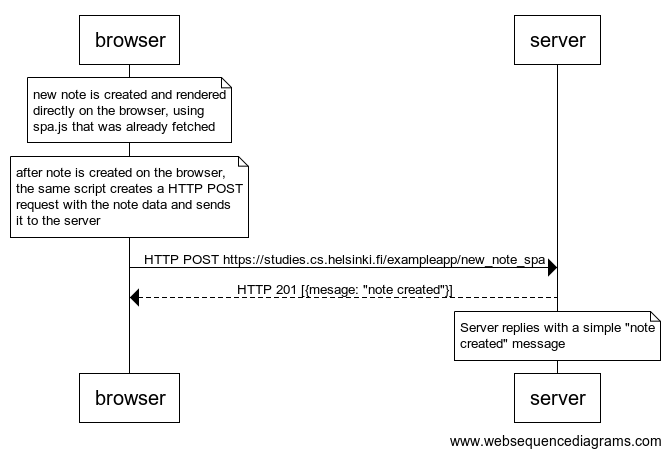 browser
server
new note is created and rendered
directly on the browser, using
spa.js that was already fetched
after note is created on the browser,
the same script creates a HTTP POST
request with the note data and sends
it to the server
HTTP POST https://studies.cs.helsinki.fi/exampleapp/new_note_spa
HTTP 201 [{mesage: "note created"}]
Server replies with a simple "note
created" message
browser
server
www.websequencediagrams.com